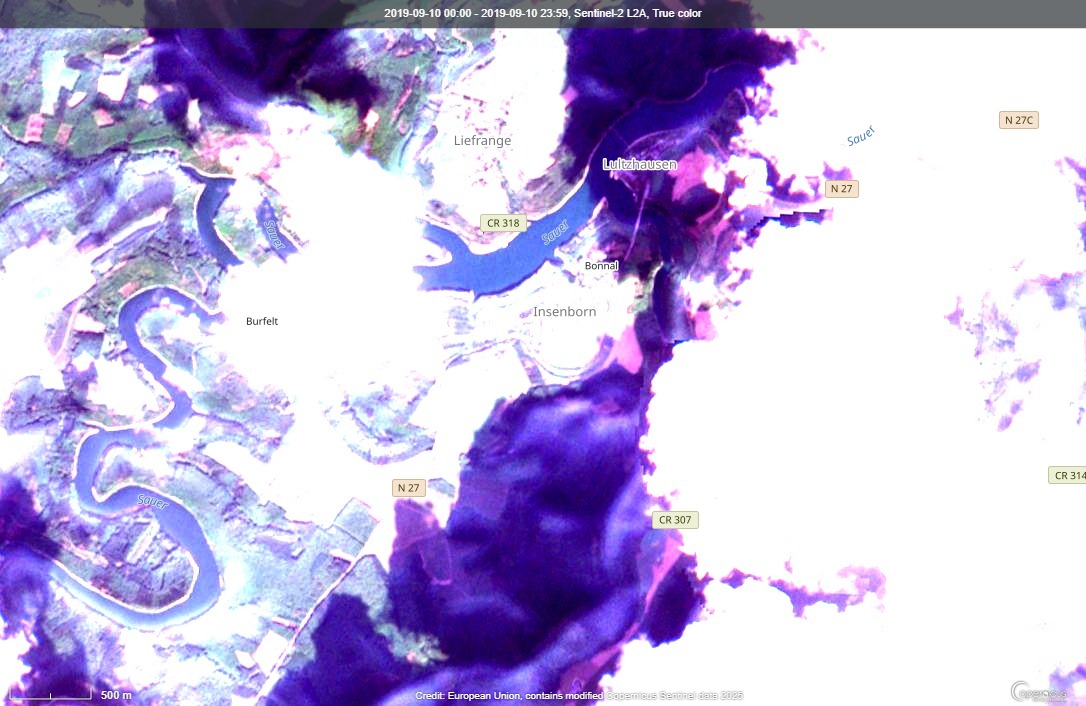 2019-09-10 00:00 - 2019-09-10 23:59, Sentinel-2 L2A, True color
N 27C
Sauer
Liefrange
Lultzhausen
N 27
CR 318
Sauer
Sauer
Bonnal
Insenborn
Burfelt
CR 314
N 27
Sauer
CR 307
500 m
Credit: European Union, contains modified Copernicus Sentinel data 2025
opernicus